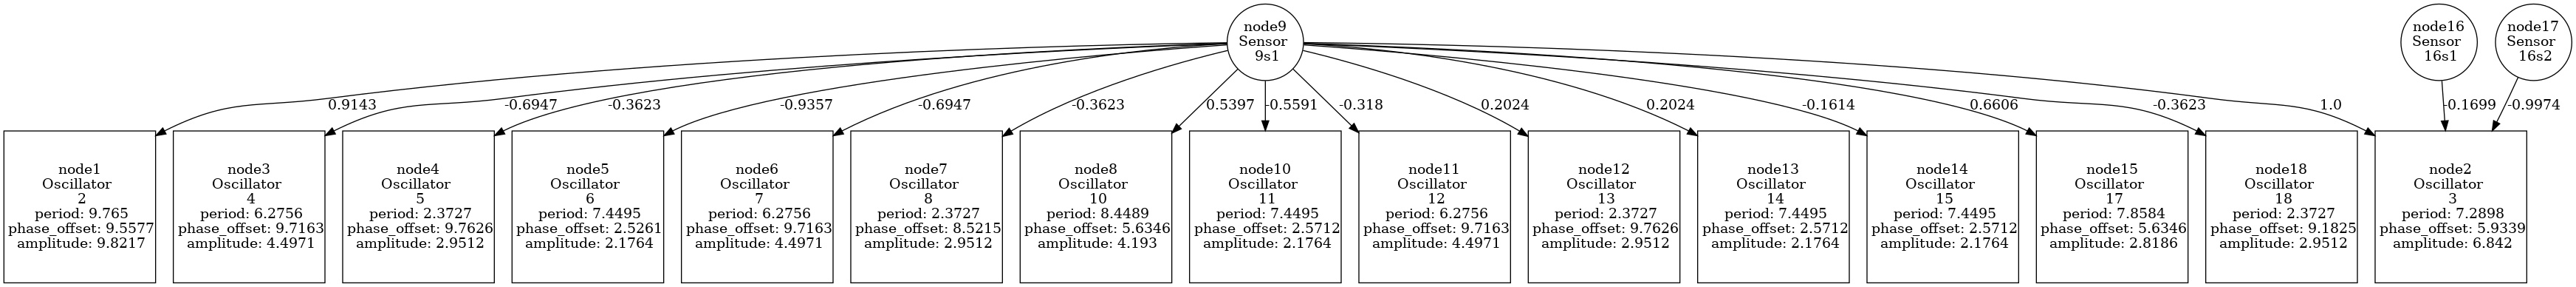 node9
Sensor
9s1
node16
Sensor
16s1
node17
Sensor
16s2
0.9143
-0.6947
-0.3623
-0.9357
-0.6947
-0.3623
0.5397
-0.5591
-0.318
0.2024
0.2024
-0.1614
0.6606
-0.3623
1.0
-0.1699
-0.9974
node1
Oscillator
2
period: 9.765
phase_offset: 9.5577
amplitude: 9.8217
node3
Oscillator
4
period: 6.2756
phase_offset: 9.7163
amplitude: 4.4971
node4
Oscillator
5
period: 2.3727
phase_offset: 9.7626
amplitude: 2.9512
node5
Oscillator
6
period: 7.4495
phase_offset: 2.5261
amplitude: 2.1764
node6
Oscillator
7
period: 6.2756
phase_offset: 9.7163
amplitude: 4.4971
node7
Oscillator
8
period: 2.3727
phase_offset: 8.5215
amplitude: 2.9512
node8
Oscillator
10
period: 8.4489
phase_offset: 5.6346
amplitude: 4.193
node10
Oscillator
11
period: 7.4495
phase_offset: 2.5712
amplitude: 2.1764
node11
Oscillator
12
period: 6.2756
phase_offset: 9.7163
amplitude: 4.4971
node12
Oscillator
13
period: 2.3727
phase_offset: 9.7626
amplitude: 2.9512
node13
Oscillator
14
period: 7.4495
phase_offset: 2.5712
amplitude: 2.1764
node14
Oscillator
15
period: 7.4495
phase_offset: 2.5712
amplitude: 2.1764
node15
Oscillator
17
period: 7.8584
phase_offset: 5.6346
amplitude: 2.8186
node18
Oscillator
18
period: 2.3727
phase_offset: 9.1825
amplitude: 2.9512
node2
Oscillator
3
period: 7.2898
phase_offset: 5.9339
amplitude: 6.842